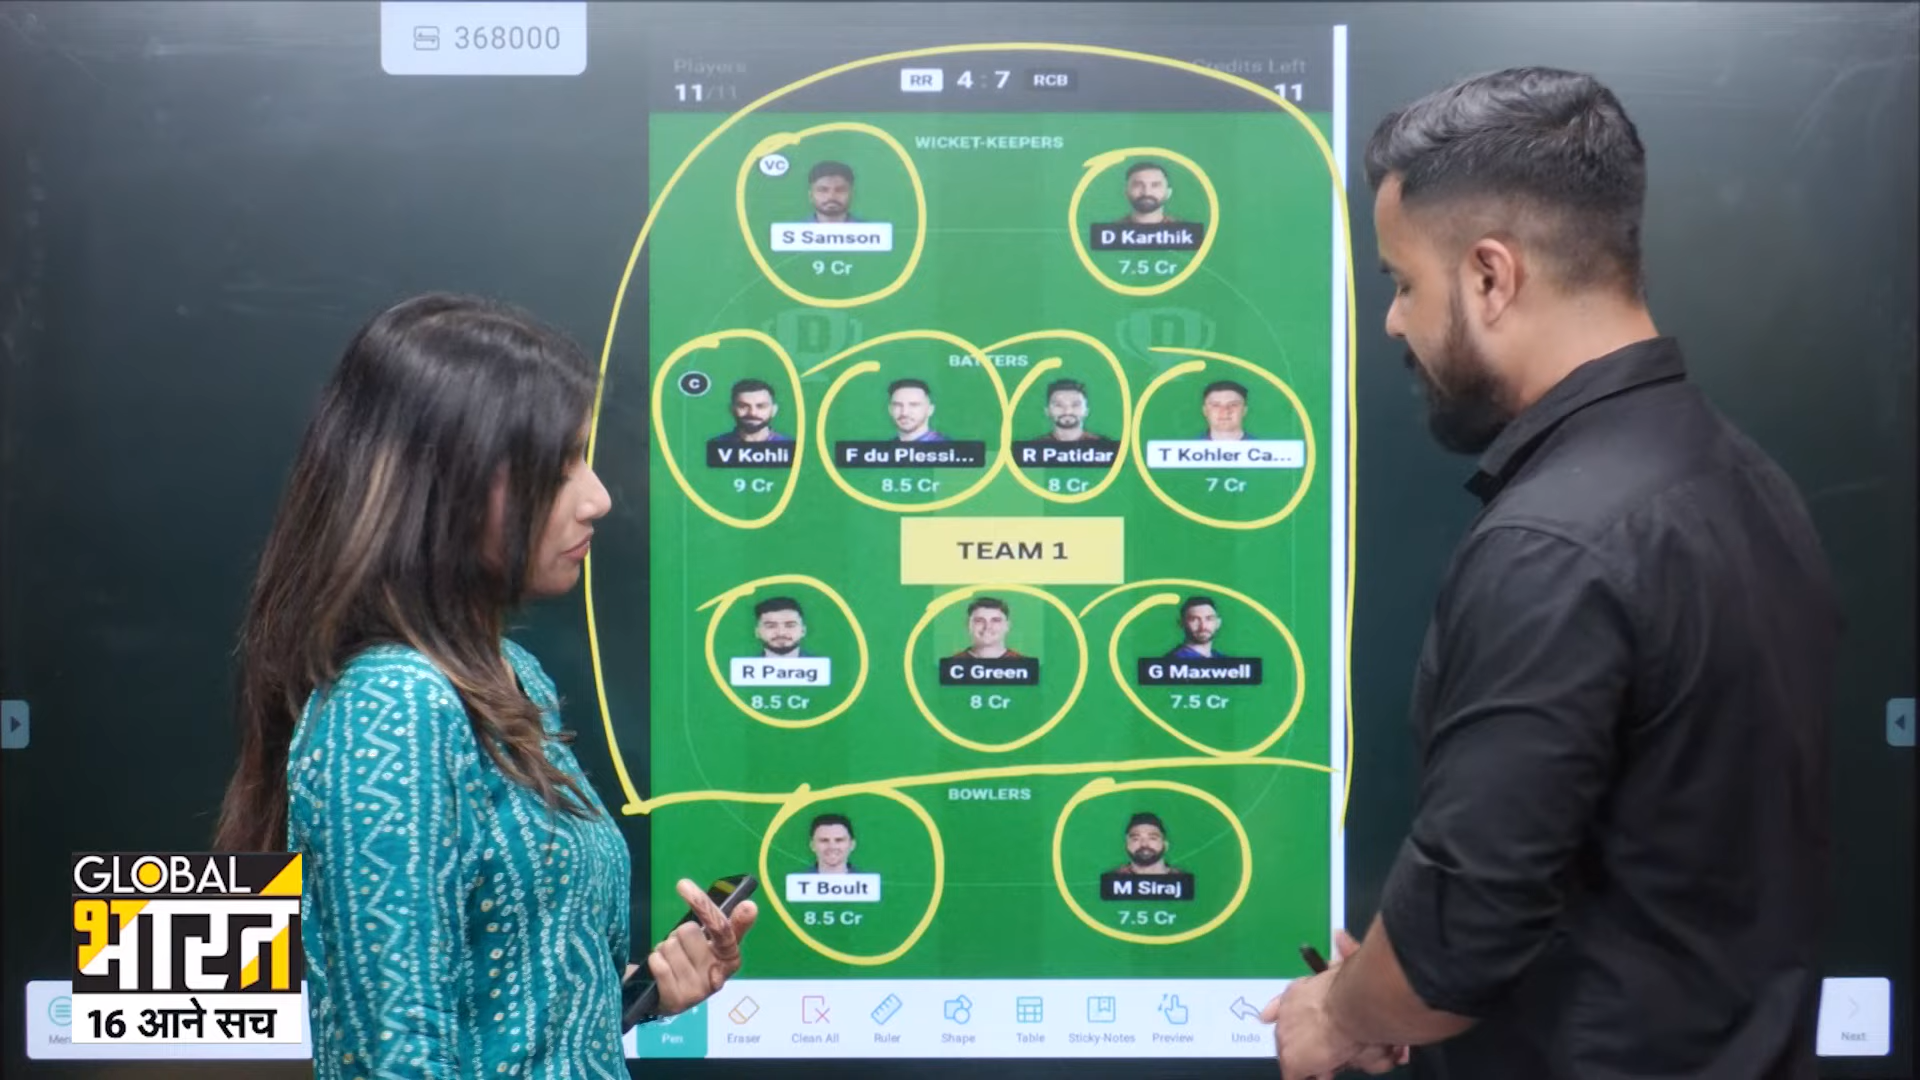 368000
Players
11/11
RR 4 : 7 RCB
Credits Left
11
WICKET-KEEPERS
VC
S Samson
9 Cr
D Karthik
7.5 Cr
BATTERS
C
V Kohli
9 Cr
F du Plessi...
8.5 Cr
R Patidar
8 Cr
T Kohler Ca...
7 Cr
TEAM 1
R Parag
8.5 Cr
C Green
8 Cr
G Maxwell
7.5 Cr
BOWLERS
T Boult
8.5 Cr
M Siraj
7.5 Cr
GLOBAL
भारत
16 आने सच
Pen
Eraser
Clean All
Ruler
Shape
Table
Sticky-Notes
Preview
Undo
Next